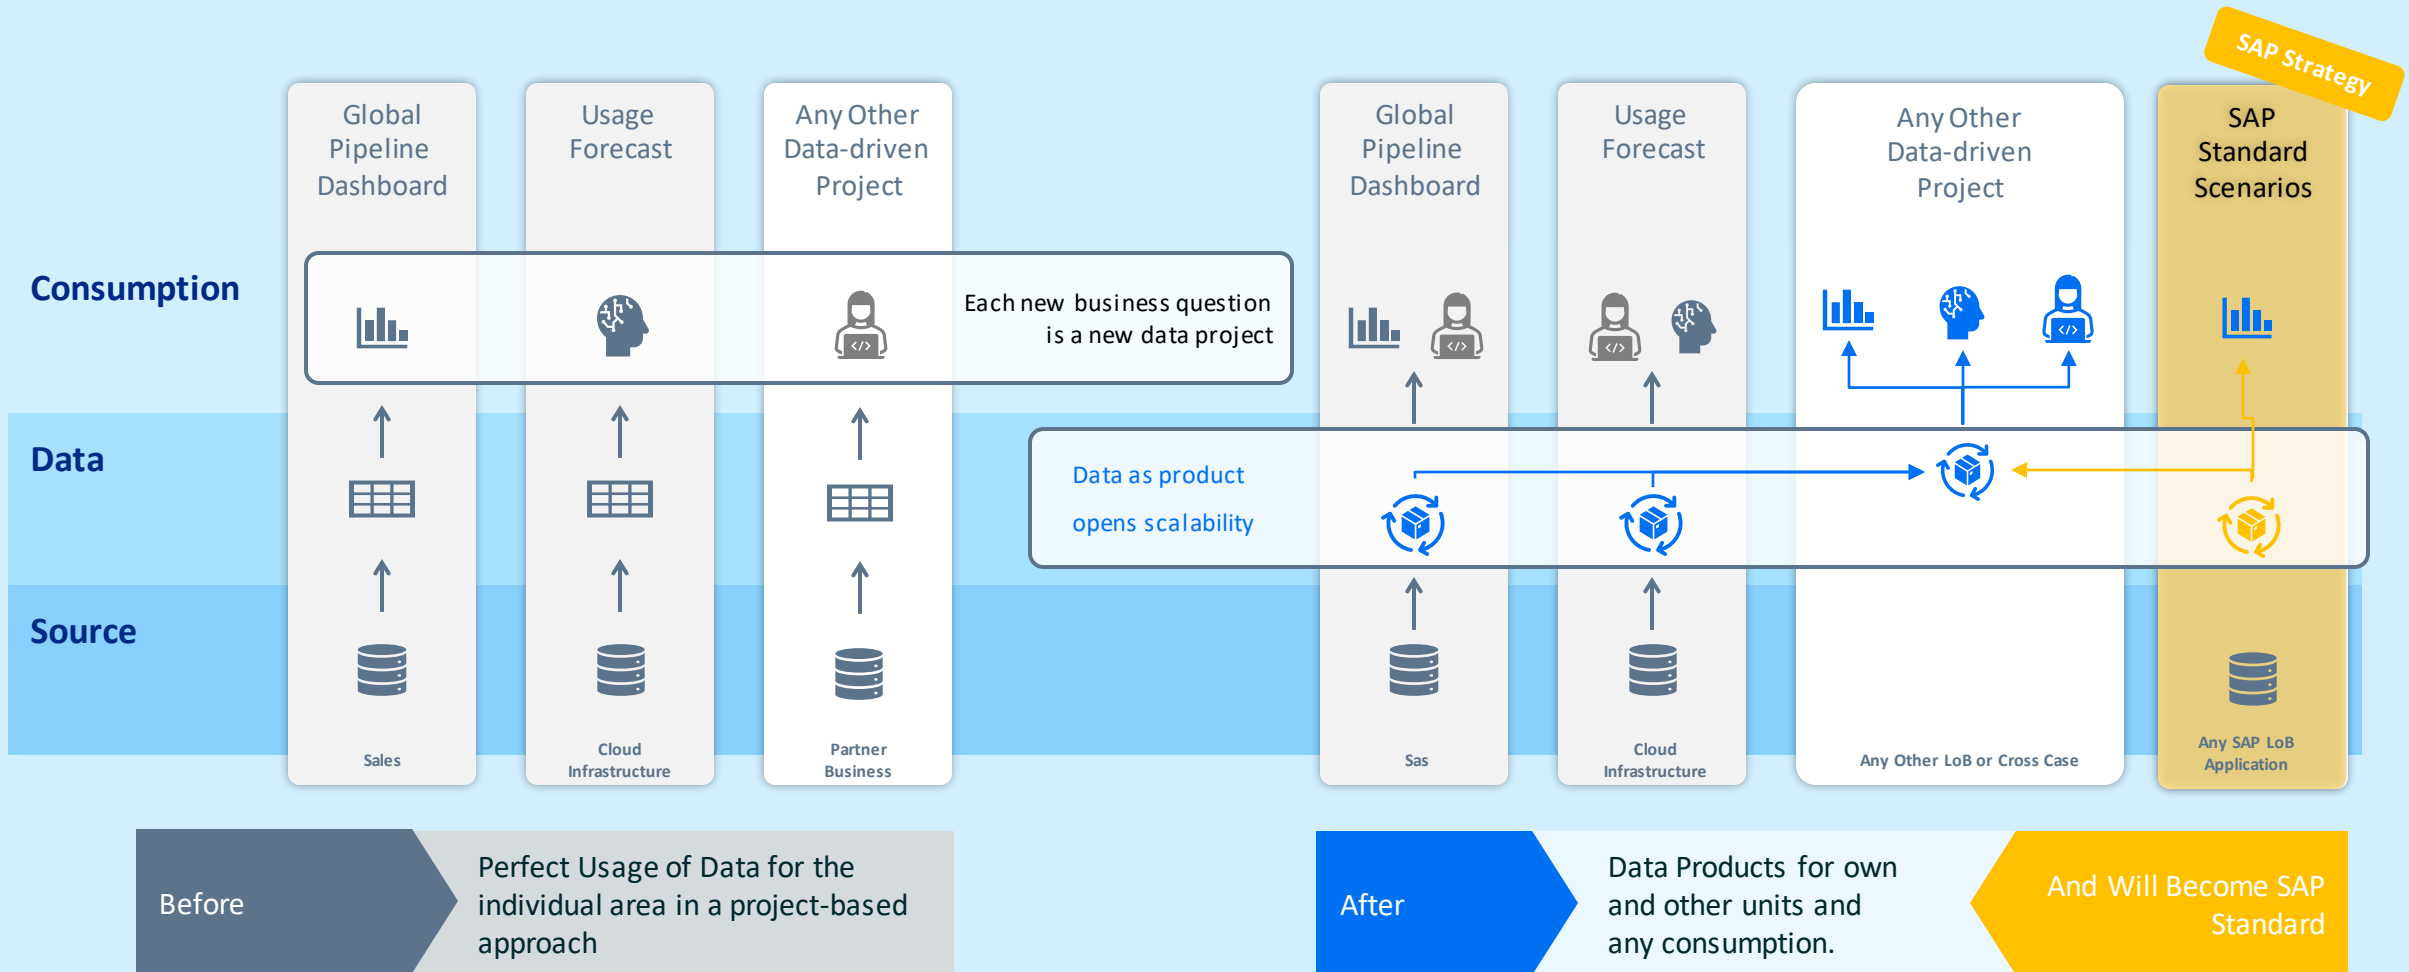 SAP Strategy
Global
Pipeline
Dashboard
Usage
Forecast
Any Other
Data-driven
Project
Global
Pipeline
Dashboard
Usage
Forecast
Any Other
Data-driven
Project
SAP
Standard
Scenarios
Consumption
Each new business question
is a new data project
</>
</>
</>
</>
Data
Data as product
opens scalability
Source
Sales
Cloud
Infrastructure
Partner
Business
Sas
Cloud
Infrastructure
Any Other LoB or Cross Case
Any SAP LoB
Application
Before
Perfect Usage of Data for the
individual area in a project-based
approach
After
Data Products for own
and other units and
any consumption.
And Will Become SAP
Standard